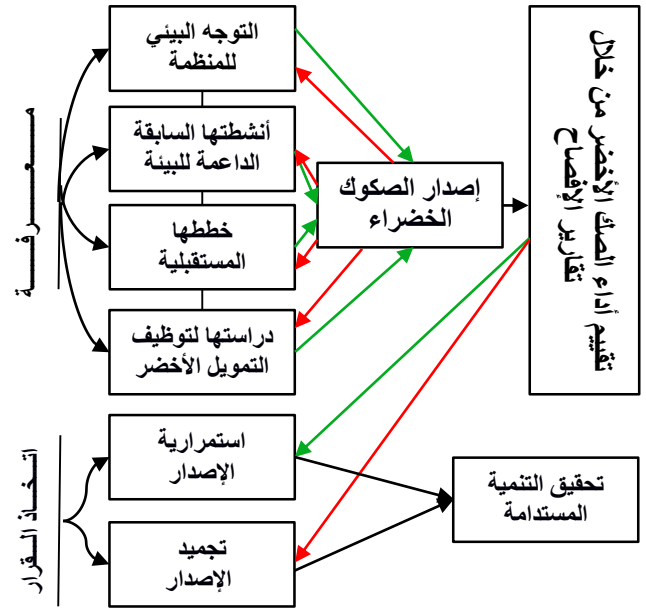 معرفة
التوجه البيئي
للمنظمة
أنشطتها السابقة
الداعمة للبيئة
خططها
المستقبلية
دراستها لتوظيف
التمويل الأخضر
إصدار الصكوك
الخضراء
تقييم أداء الصك الأخضر من خلال
تقارير الإفصاح
اتخاذ القرار
استمرارية
الإصدار
تجميد
الإصدار
تحقيق التنمية
المستدامة